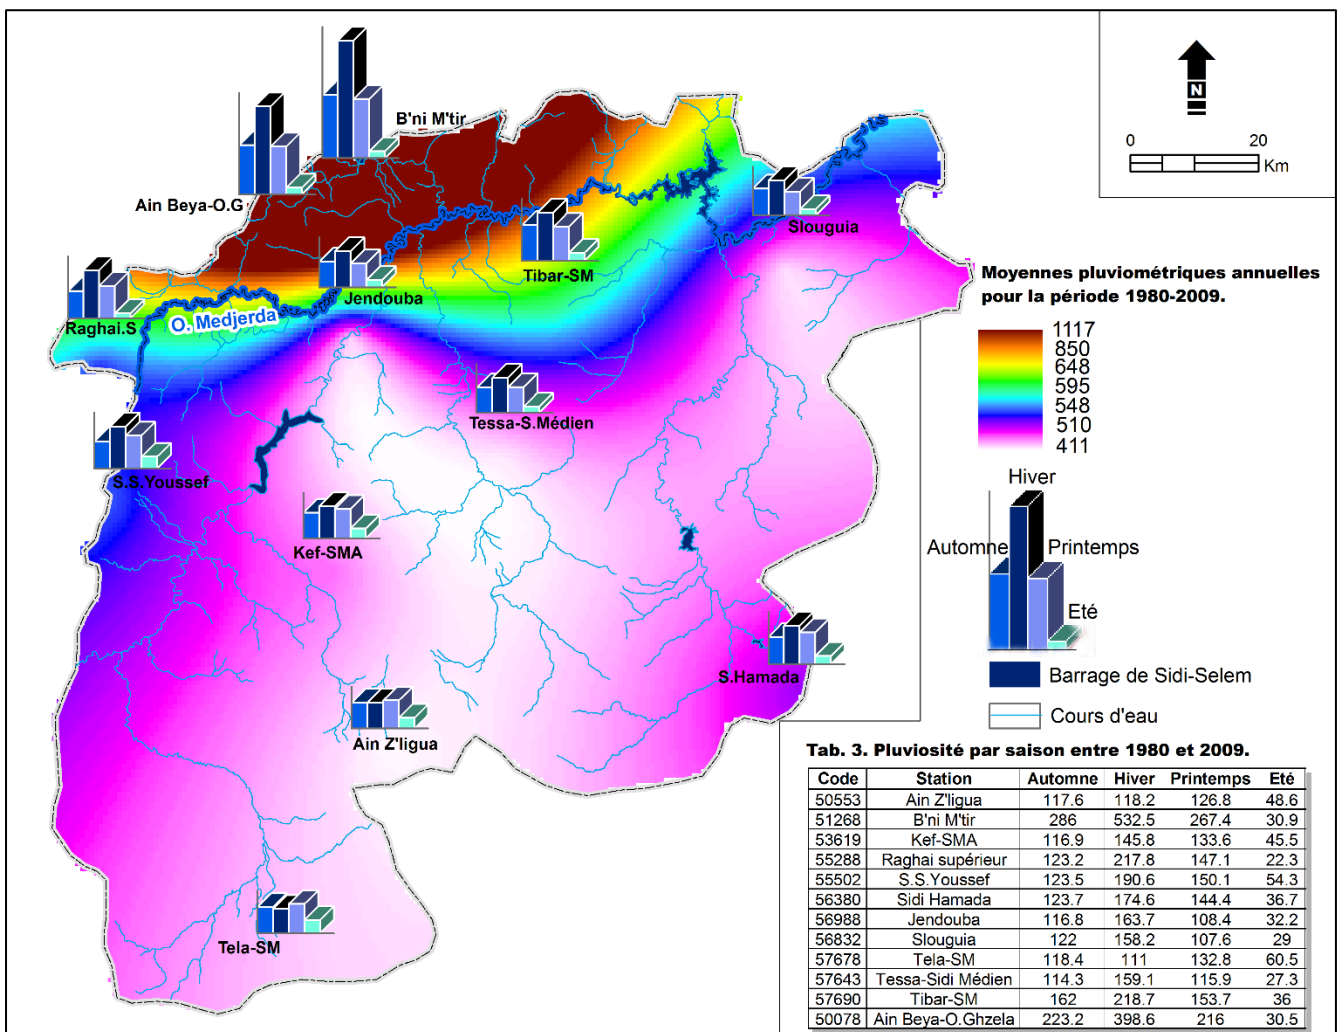 N
0 20
Km
B'ni M'tir
Ain Beya-O.G
Slouguia
Tibar-SM
Jendouba
Raghai.S
O. Medjerda
Tessa-S.Médien
S.S.Youssef
Kef-SMA
S.Hamada
Ain Z'ligua
Tela-SM
Moyennes pluviométriques annuelles
pour la période 1980-2009.
1117
850
648
595
548
510
411
Hiver
Automne Printemps
Eté
Barrage de Sidi-Selem
Cours d'eau
Tab. 3. Pluviosité par saison entre 1980 et 2009.
Code Station Automne Hiver Printemps Eté
50553 Ain Z'ligua 117.6 118.2 126.8 48.6
51268 B'ni M'tir 286 532.5 267.4 30.9
53619 Kef-SMA 116.9 145.8 133.6 45.5
55288 Raghai supérieur 123.2 217.8 147.1 22.3
55502 S.S.Youssef 123.5 190.6 150.1 54.3
56380 Sidi Hamada 123.7 174.6 144.4 36.7
56988 Jendouba 116.8 163.7 108.4 32.2
56832 Slouguia 122 158.2 107.6 29
57678 Tela-SM 118.4 111 132.8 60.5
57643 Tessa-Sidi Médien 114.3 159.1 115.9 27.3
57690 Tibar-SM 162 218.7 153.7 36
50078 Ain Beya-O.Ghzela 223.2 398.6 216 30.5